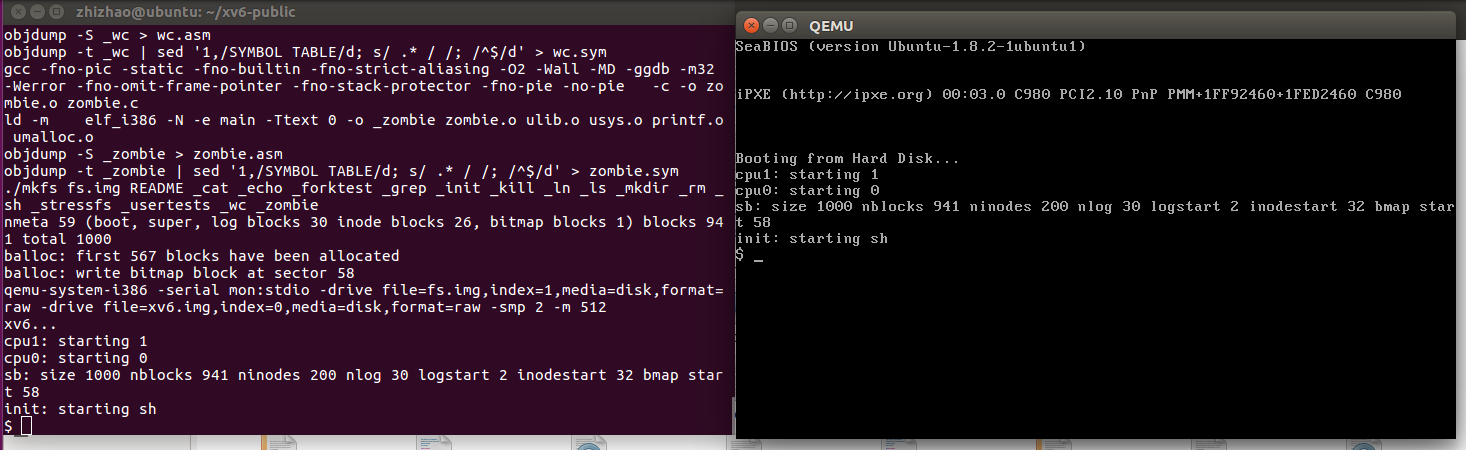 zhizhao@ubuntu: ~/xv6-public
objdump -S _wc > wc.asm
objdump -t _wc | sed '1,/SYMBOL TABLE/d; s/ .* / /; /^$/d' > wc.sym
gcc -fno-pic -static -fno-builtin -fno-strict-aliasing -O2 -Wall -MD -ggdb -m32
-Werror -fno-omit-frame-pointer -fno-stack-protector -fno-pie -no-pie   -c -o zo
mbie.o zombie.c
ld -m    elf_i386 -N -e main -Ttext 0 -o _zombie zombie.o ulib.o usys.o printf.o
 umalloc.o
objdump -S _zombie > zombie.asm
objdump -t _zombie | sed '1,/SYMBOL TABLE/d; s/ .* / /; /^$/d' > zombie.sym
./mkfs fs.img README _cat _echo _forktest _grep _init _kill _ln _ls _mkdir _rm _
sh _stressfs _usertests _wc _zombie
nmeta 59 (boot, super, log blocks 30 inode blocks 26, bitmap blocks 1) blocks 94
1 total 1000
balloc: first 567 blocks have been allocated
balloc: write bitmap block at sector 58
qemu-system-i386 -serial mon:stdio -drive file=fs.img,index=1,media=disk,format=
raw -drive file=xv6.img,index=0,media=disk,format=raw -smp 2 -m 512
xv6...
cpu1: starting 1
cpu0: starting 0
sb: size 1000 nblocks 941 ninodes 200 nlog 30 logstart 2 inodestart 32 bmap star
t 58
init: starting sh
$
QEMU
SeaBIOS (version Ubuntu-1.8.2-1ubuntu1)
iPXE (http://ipxe.org) 00:03.0 C980 PCI2.10 PnP PMM+1FF92460+1FED2460 C980
Booting from Hard Disk...
cpu1: starting 1
cpu0: starting 0
sb: size 1000 nblocks 941 ninodes 200 nlog 30 logstart 2 inodestart 32 bmap star
t 58
init: starting sh
$ _